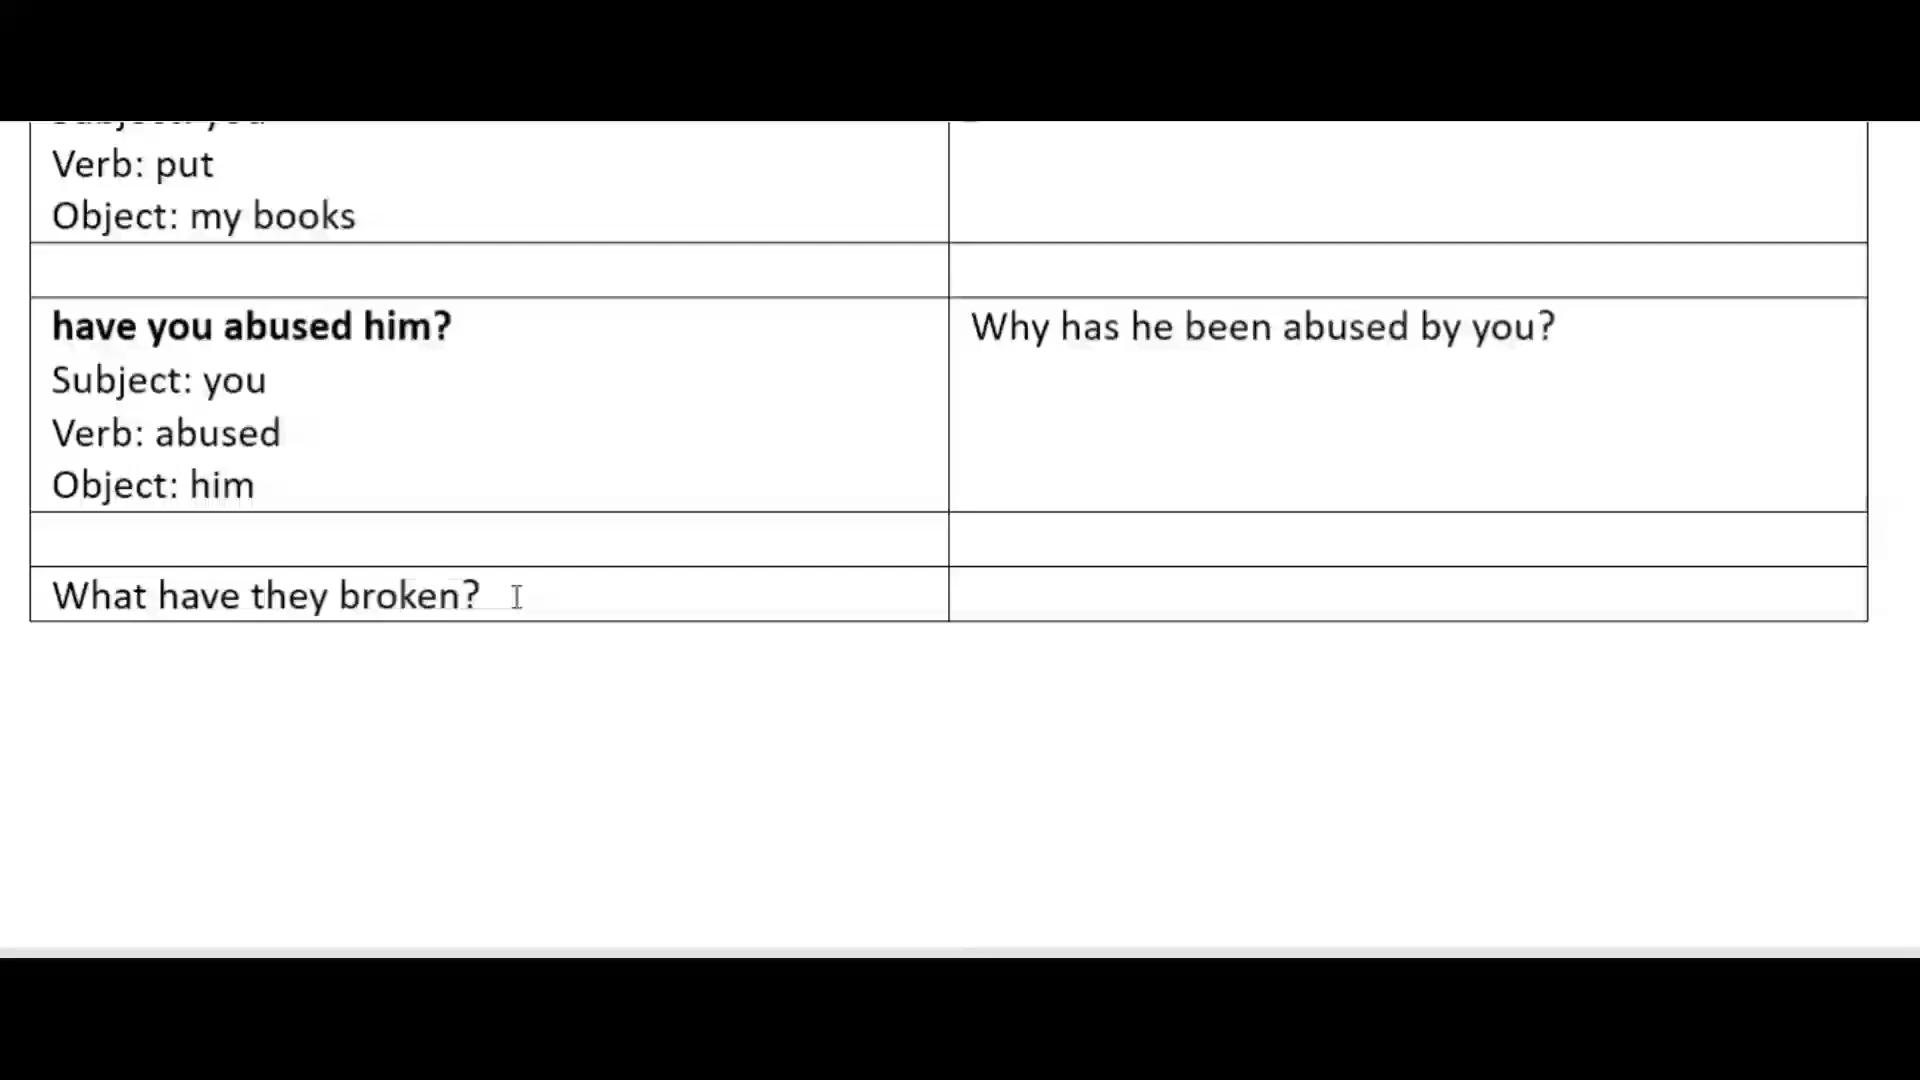 Verb: put
Object: my books
have you abused him?
Why has he been abused by you?
Subject: you
Verb: abused
Object: him
What have they broken?